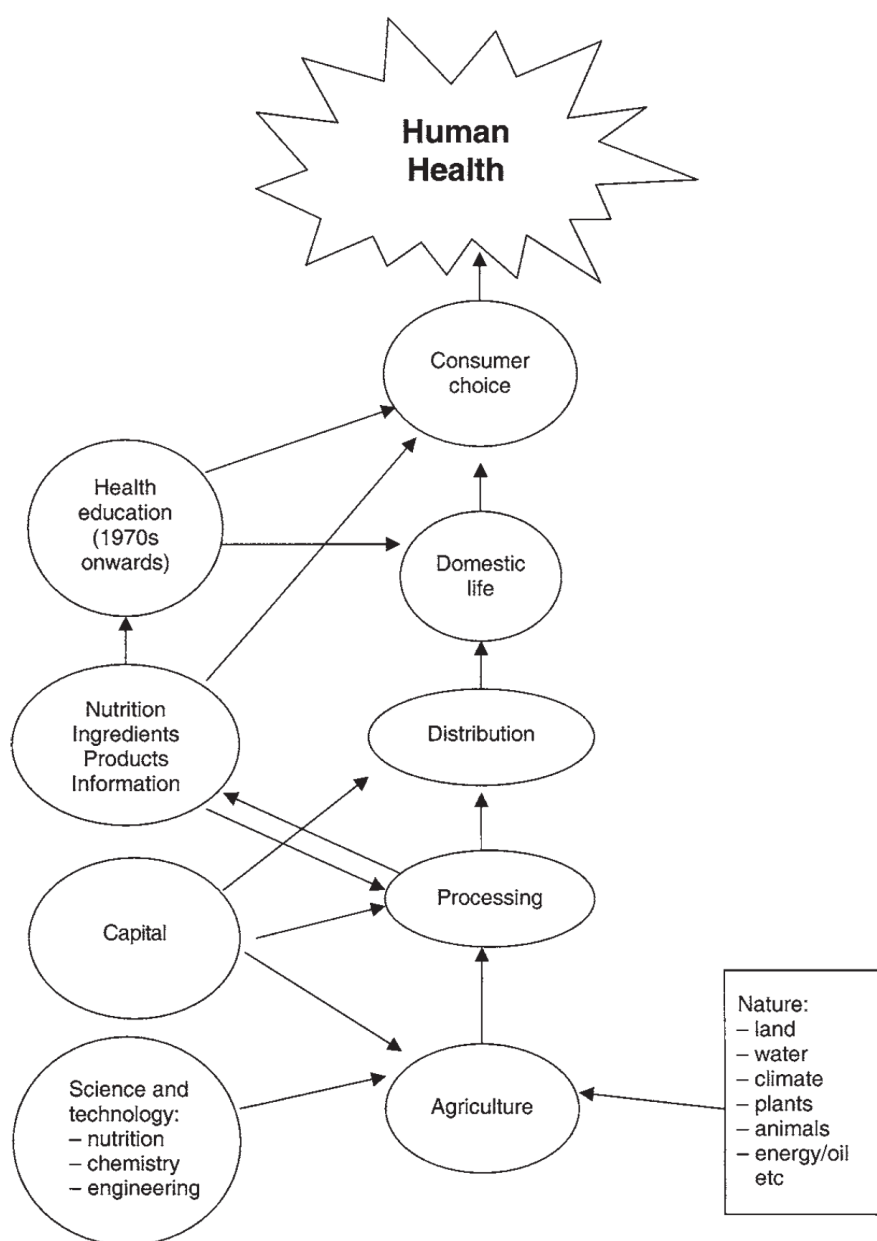 Human
Health
Consumer
choice
Health
education
(1970s
onwards)
Domestic
life
Nutrition
Ingredients
Products
Information
Distribution
Capital
Processing
Science and
technology:
– nutrition
– chemistry
– engineering
Agriculture
Nature:
– land
– water
– climate
– plants
– animals
– energy/oil
etc